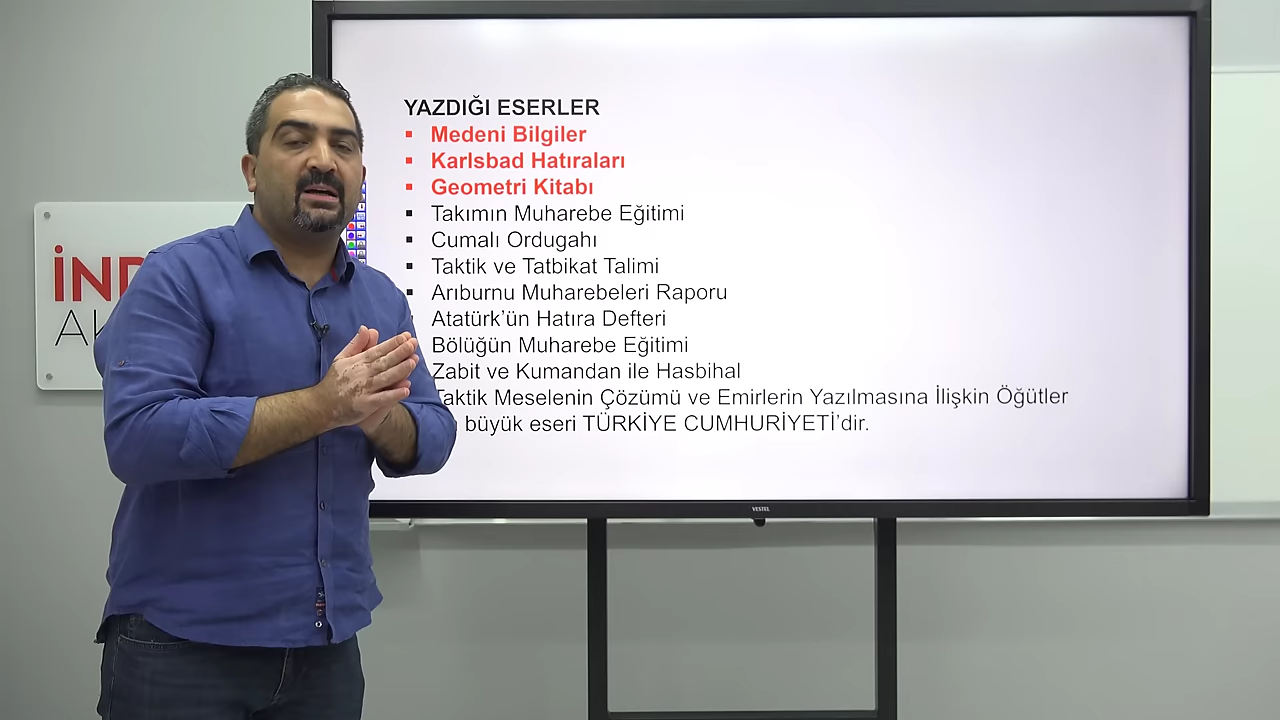 YAZDIĞI ESERLER
▪ Medeni Bilgiler
▪ Karlsbad Hatıraları
▪ Geometri Kitabı
▪ Takımın Muharebe Eğitimi
▪ Cumalı Ordugahı
▪ Taktik ve Tatbikat Talimi
▪ Arıburnu Muharebeleri Raporu
Atatürk'ün Hatıra Defteri
Bölüğün Muharebe Eğitimi
Zabit ve Kumandan ile Hasbihal
Taktik Meselenin Çözümü ve Emirlerin Yazılmasına İlişkin Öğütler
büyük eseri TÜRKİYE CUMHURİYETİ'dir.
VESTEL